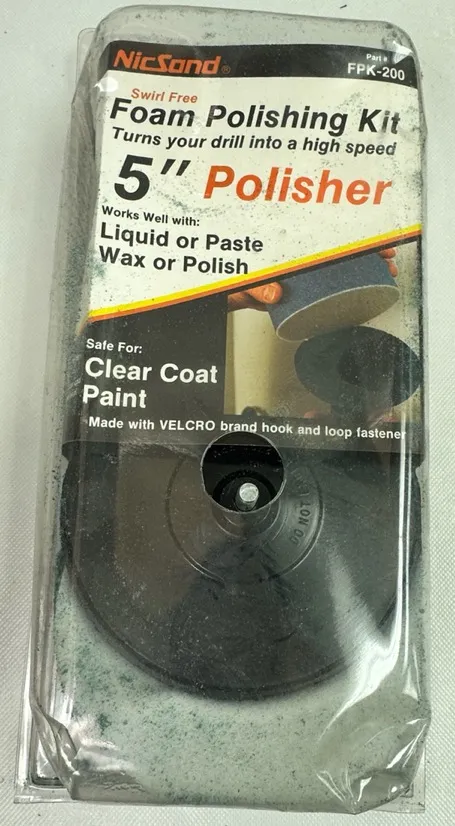 NicSand®
Part #
FPK-200
Swirl Free
Foam Polishing Kit
Turns your drill into a high speed
5" Polisher
Works Well with:
Liquid or Paste
Wax or Polish
Safe For:
Clear Coat
Paint
Made with VELCRO brand hook and loop fastener
DO NOT